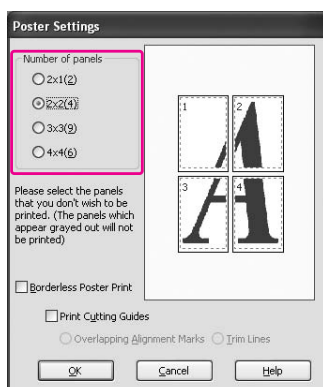 Poster Settings
Number of panels
2x1(2)
2x2(4)
3x3(9)
4x4(6)
1
2
3
4
Please select the panels
that you don't wish to be
printed. (The panels which
appear grayed out will not
be printed)
Borderless Poster Print
Print Cutting Guides
Overlapping Alignment Marks
Trim Lines
OK
Cancel
Help